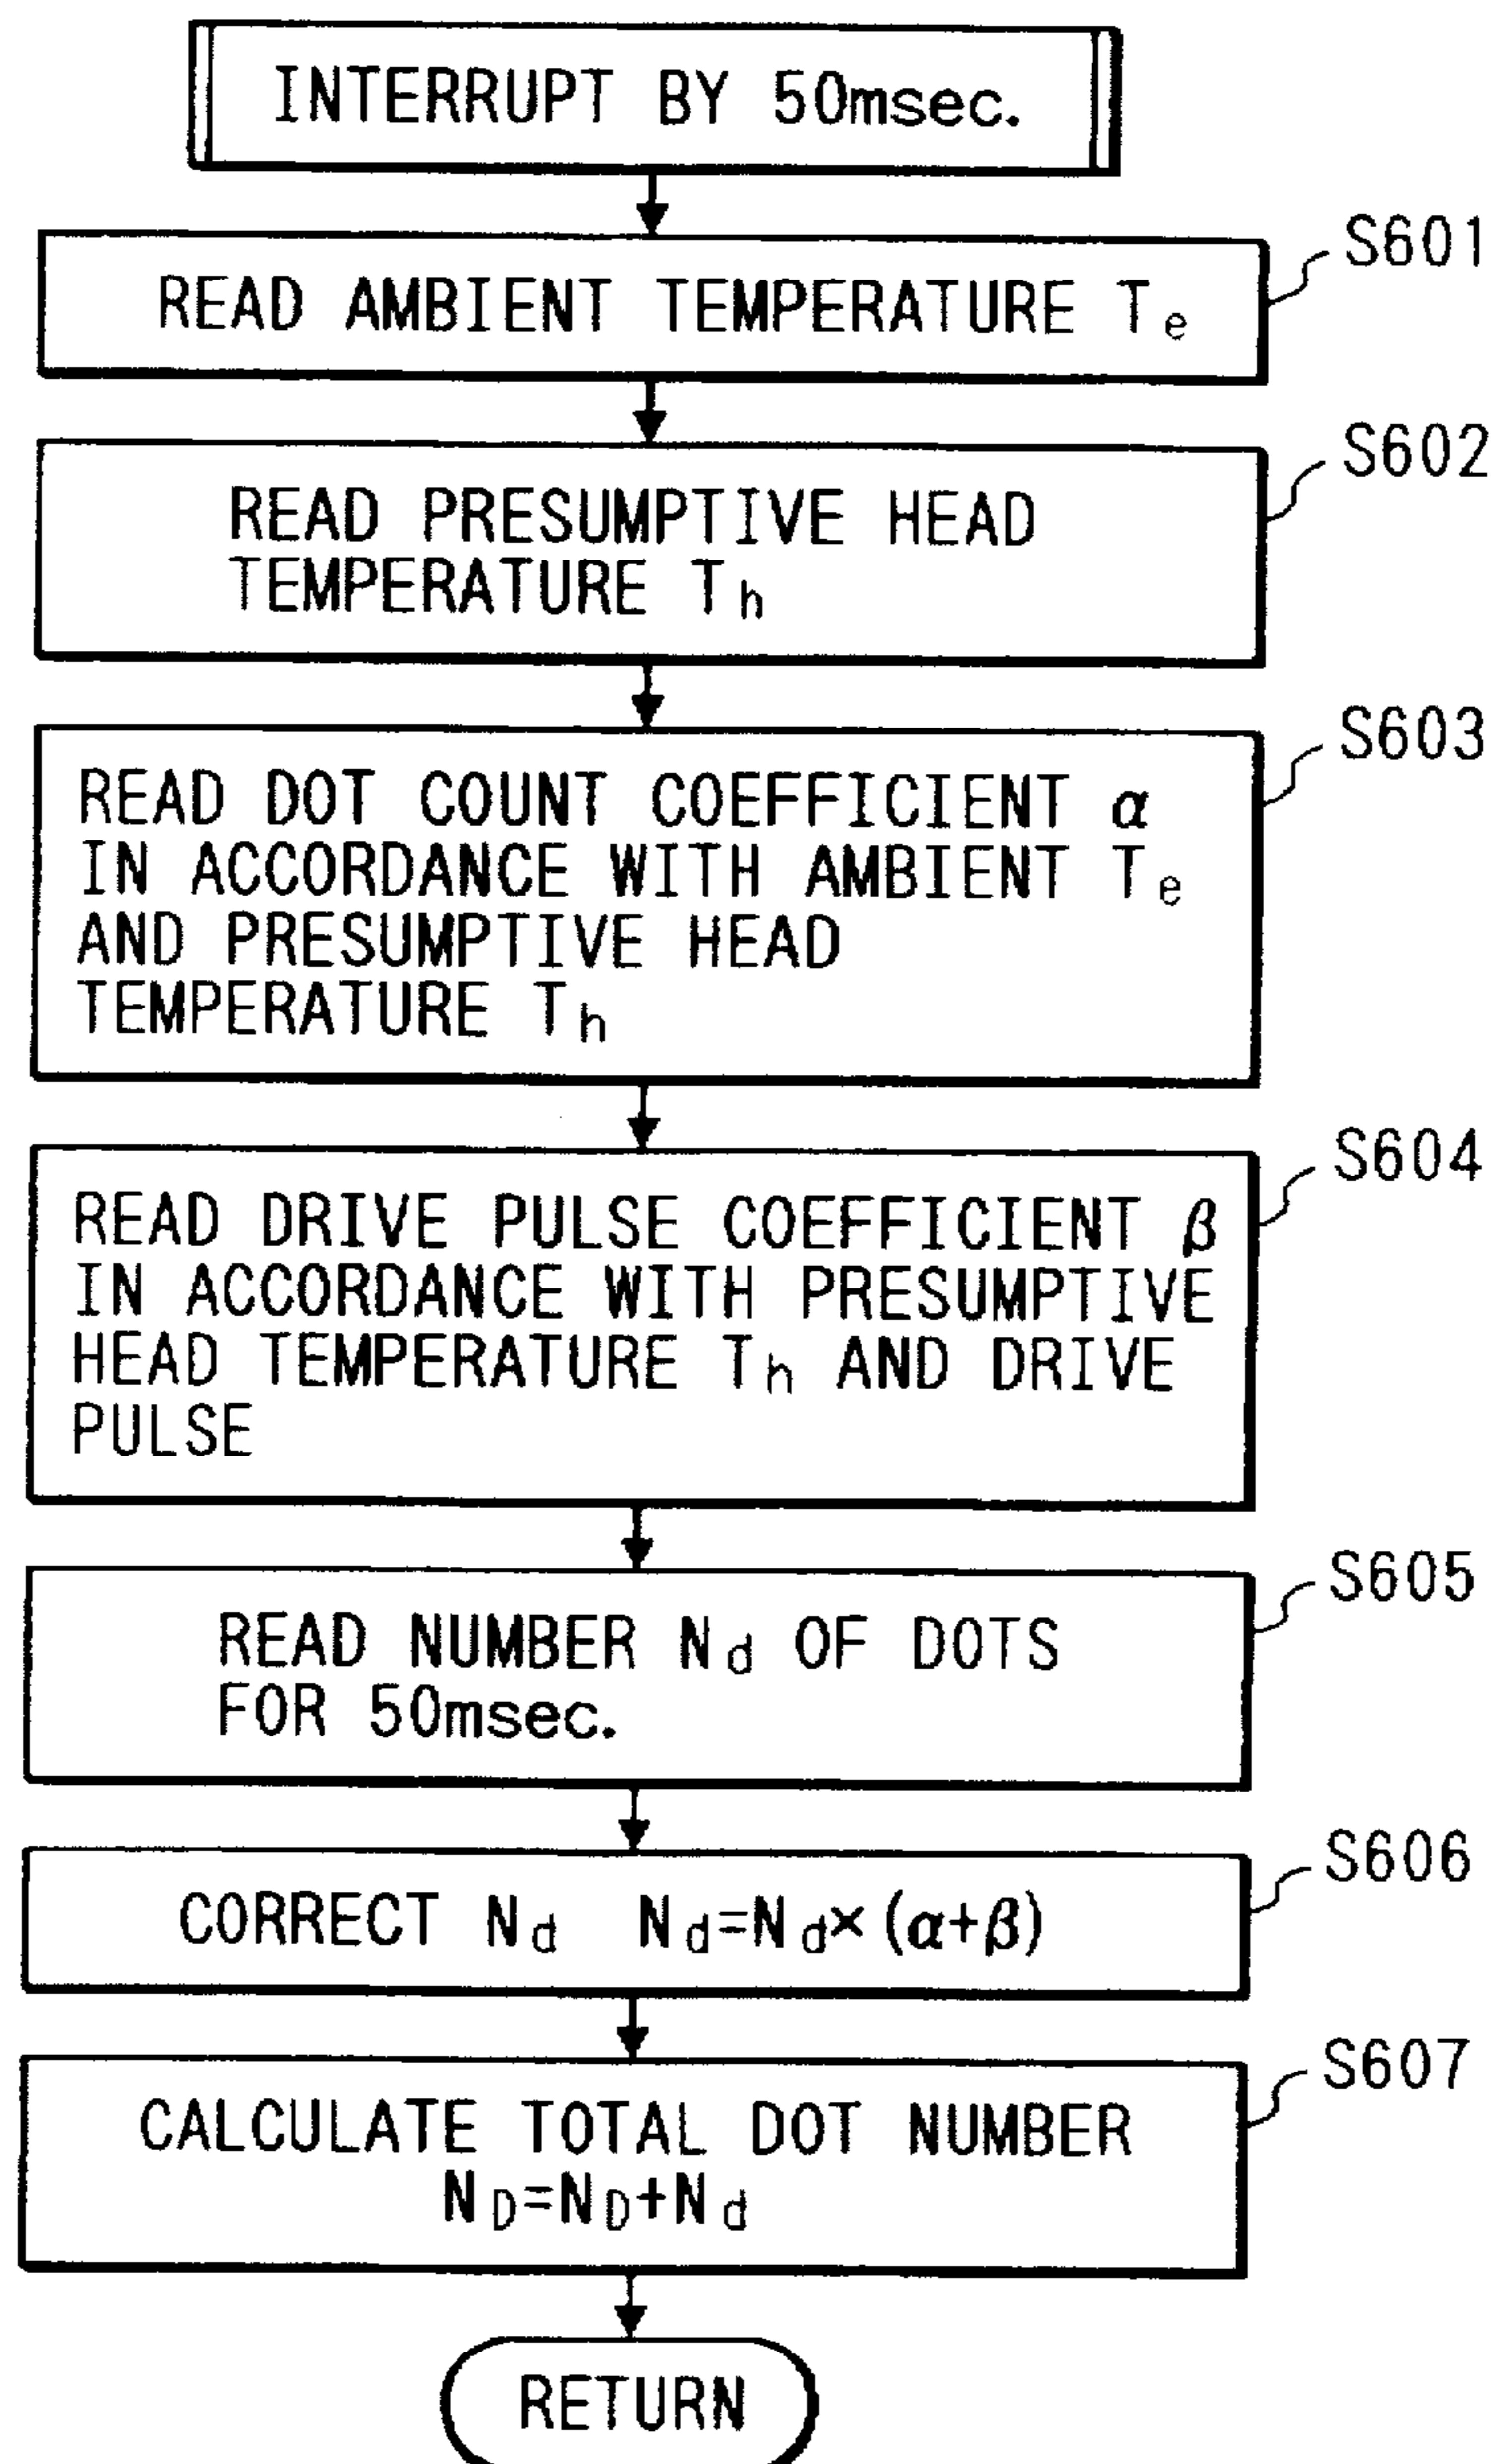 INTERRUPT BY 50msec.
S601
READ AMBIENT TEMPERATURE Te
S602
READ PRESUMPTIVE HEAD
TEMPERATURE Th
S603
READ DOT COUNT COEFFICIENT α
IN ACCORDANCE WITH AMBIENT Te
AND PRESUMPTIVE HEAD
TEMPERATURE Th
S604
READ DRIVE PULSE COEFFICIENT β
IN ACCORDANCE WITH PRESUMPTIVE
HEAD TEMPERATURE Th AND DRIVE
PULSE
S605
READ NUMBER Nd OF DOTS
FOR 50msec.
S606
CORRECT Nd Nd=Nd×(α+β)
S607
CALCULATE TOTAL DOT NUMBER
ND=ND+Nd
RETURN